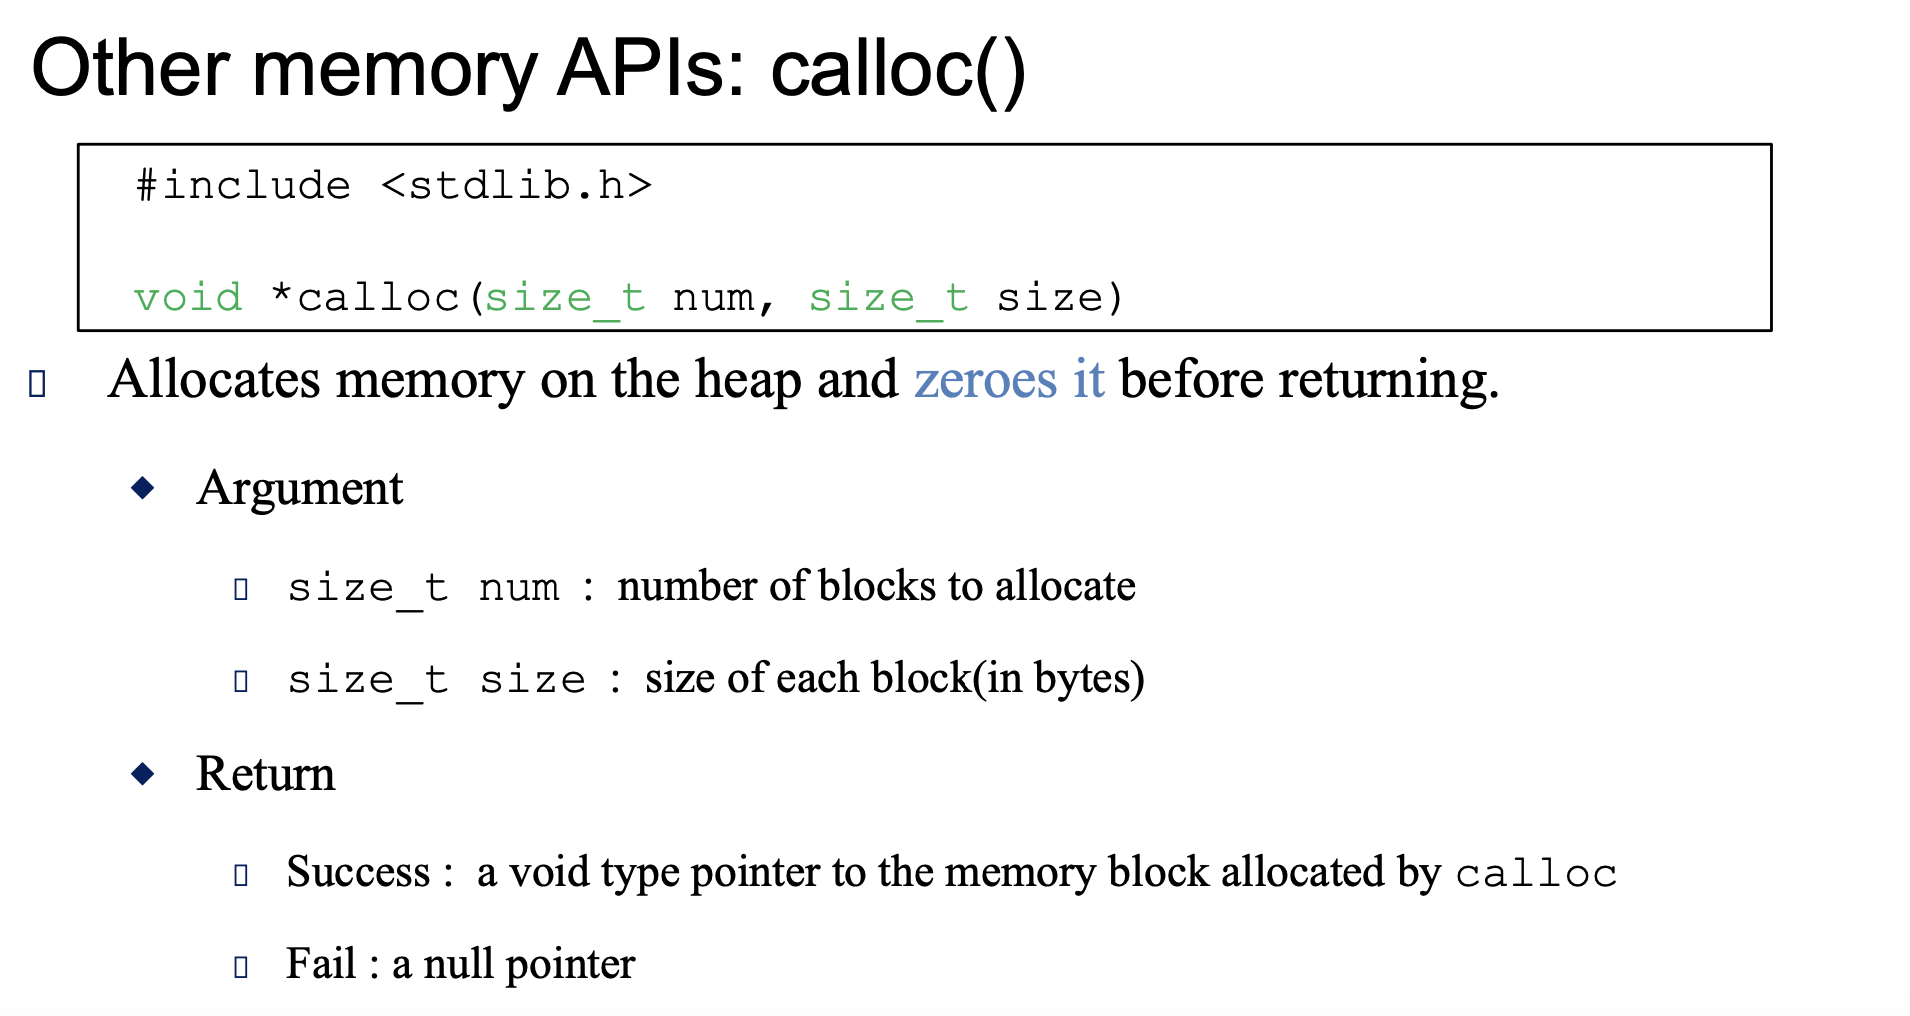 Other memory APIs: calloc()
#include <stdlib.h>
void *calloc(size_t num, size_t size)
Allocates memory on the heap and zeroes it before returning.
Argument
size_t num : number of blocks to allocate
size_t size : size of each block(in bytes)
Return
Success : a void type pointer to the memory block allocated by calloc
Fail : a null pointer